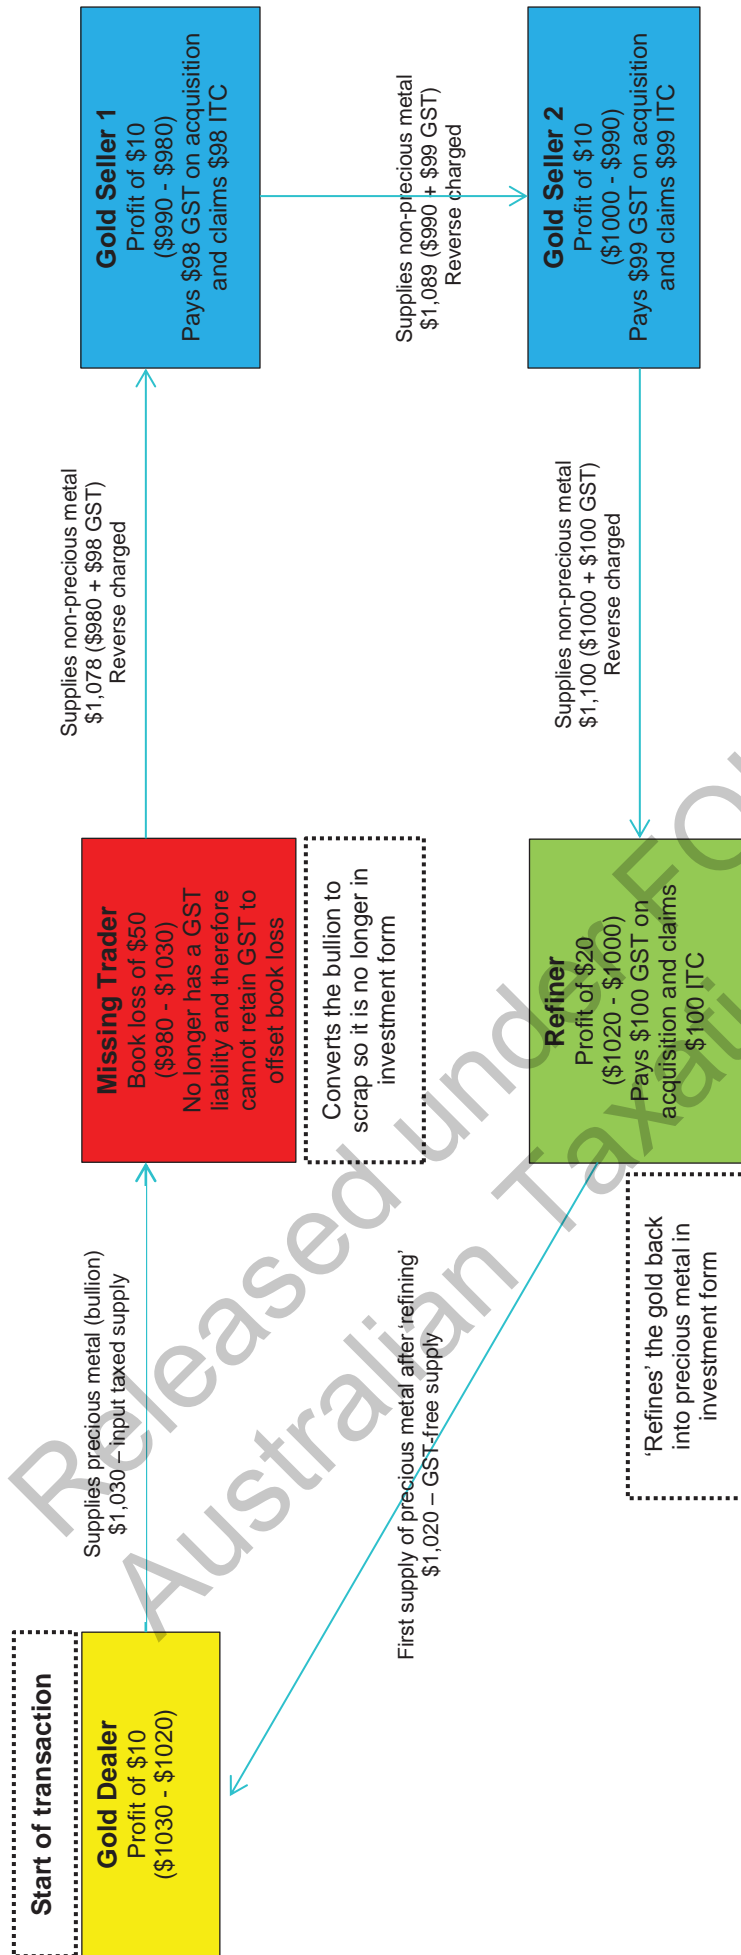 Start of transaction
Gold Dealer
Profit of $10
($1030 - $1020)
Supplies precious metal (bullion)
$1,030 – input taxed supply
Missing Trader
Book loss of $50
($980 - $1030)
No longer has a GST
liability and therefore
cannot retain GST to
offset book loss
Converts the bullion to
scrap so it is no longer in
investment form
Supplies non-precious metal
$1,078 ($980 + $98 GST)
Reverse charged
Gold Seller 1
Profit of $10
($990 - $980)
Pays $98 GST on acquisition
and claims $98 ITC
Supplies non-precious metal
$1,089 ($990 + $99 GST)
Reverse charged
Gold Seller 2
Profit of $10
($1000 - $990)
Pays $99 GST on acquisition
and claims $99 ITC
Supplies non-precious metal
$1,100 ($1000 + $100 GST)
Reverse charged
Refiner
Profit of $20
($1020 - $1000)
Pays $100 GST on
acquisition and claims
$100 ITC
'Refines' the gold back
into precious metal in
investment form
First supply of precious metal after 'refining'
$1,020 – GST-free supply
Released under
Australian